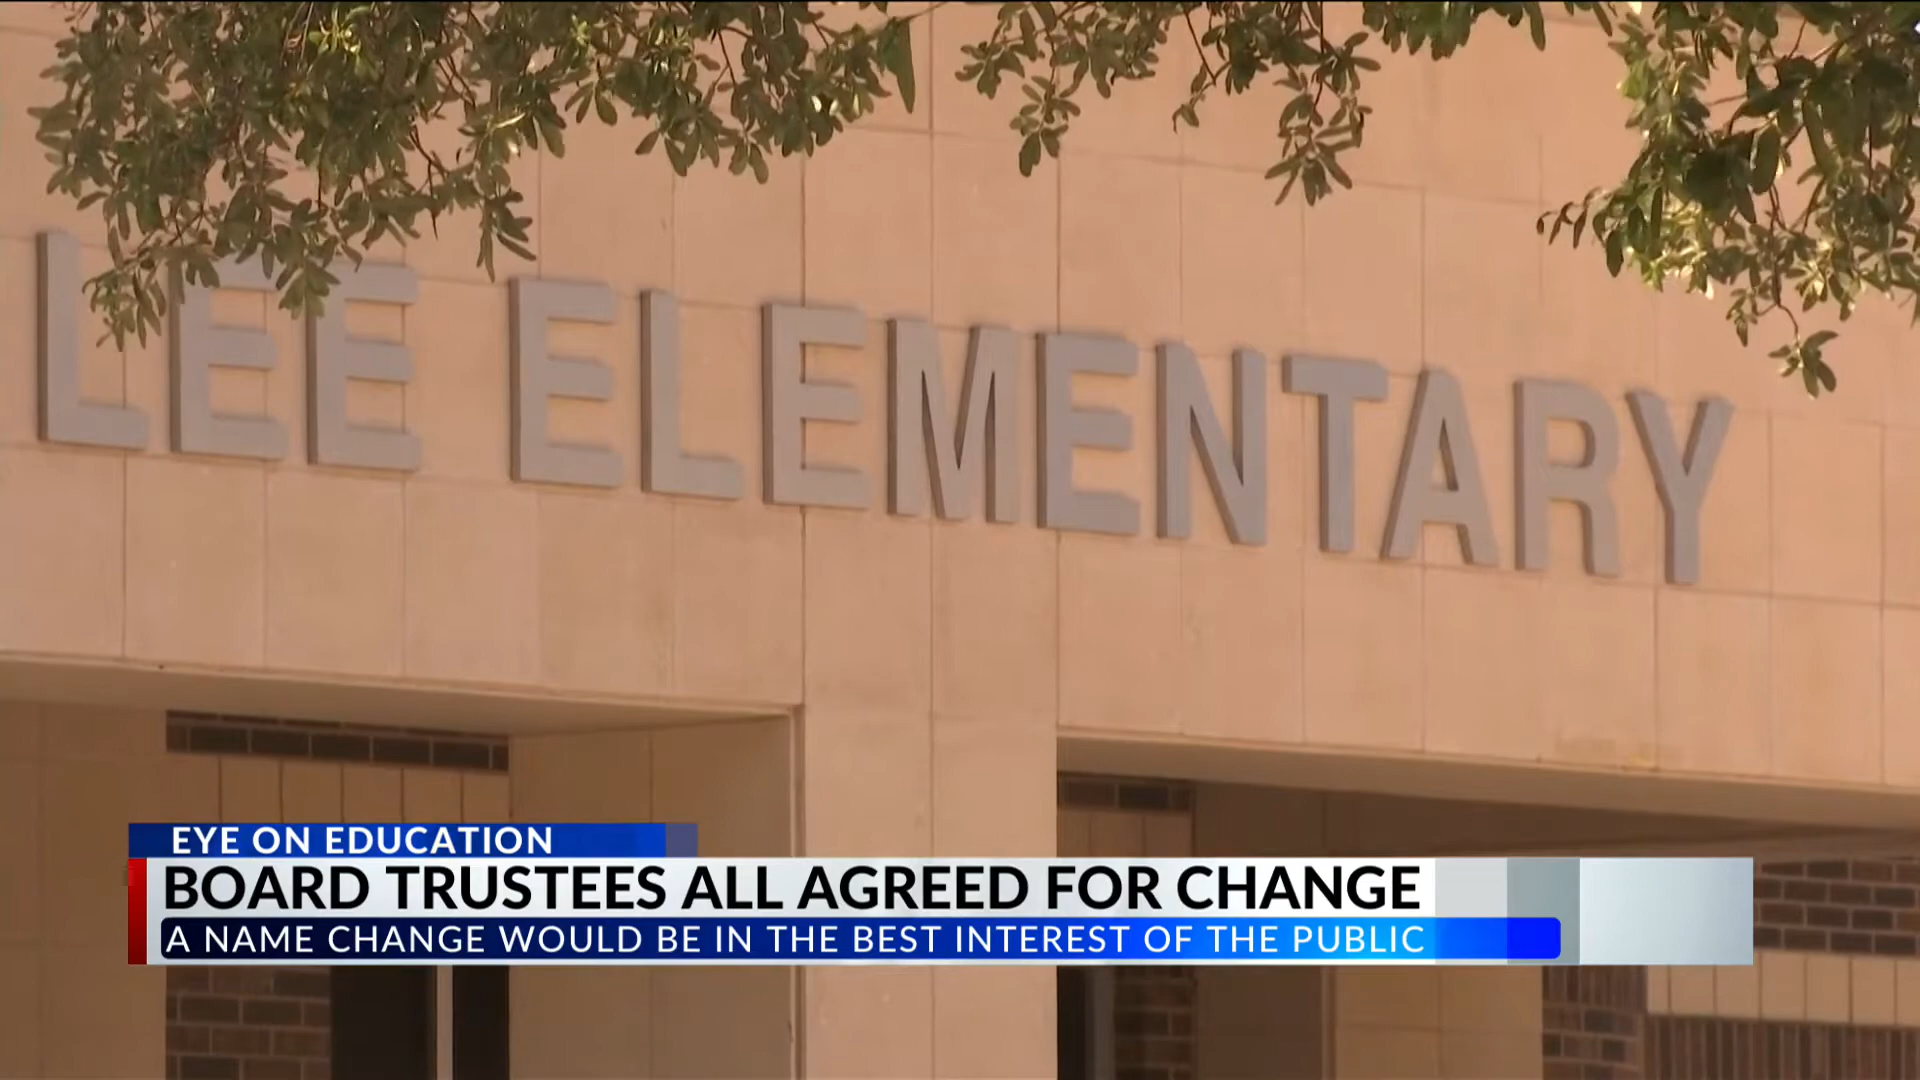 LEE ELEMENTARY
EYE ON EDUCATION
BOARD TRUSTEES ALL AGREED FOR CHANGE
A NAME CHANGE WOULD BE IN THE BEST INTEREST OF THE PUBLIC